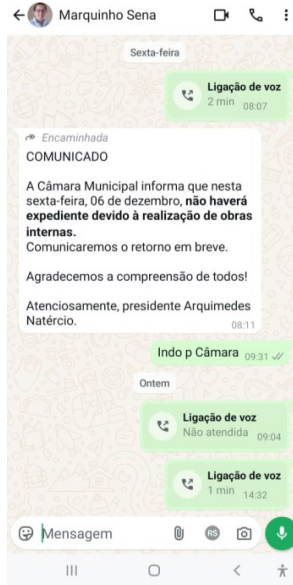 Marquinho Sena
Sexta-feira
Ligação de voz
2 min 08:07
Encaminhada
COMUNICADO
A Câmara Municipal informa que nesta
sexta-feira, 06 de dezembro, não haverá
expediente devido à realização de obras
internas.
Comunicaremos o retorno em breve.
Agradecemos a compreensão de todos!
Atenciosamente, presidente Arquimedes
Natércio.
08:11
Indo p Câmara 09:31
Ontem
Ligação de voz
Não atendida 09:04
Ligação de voz
1 min 14:32
Mensagem
R$